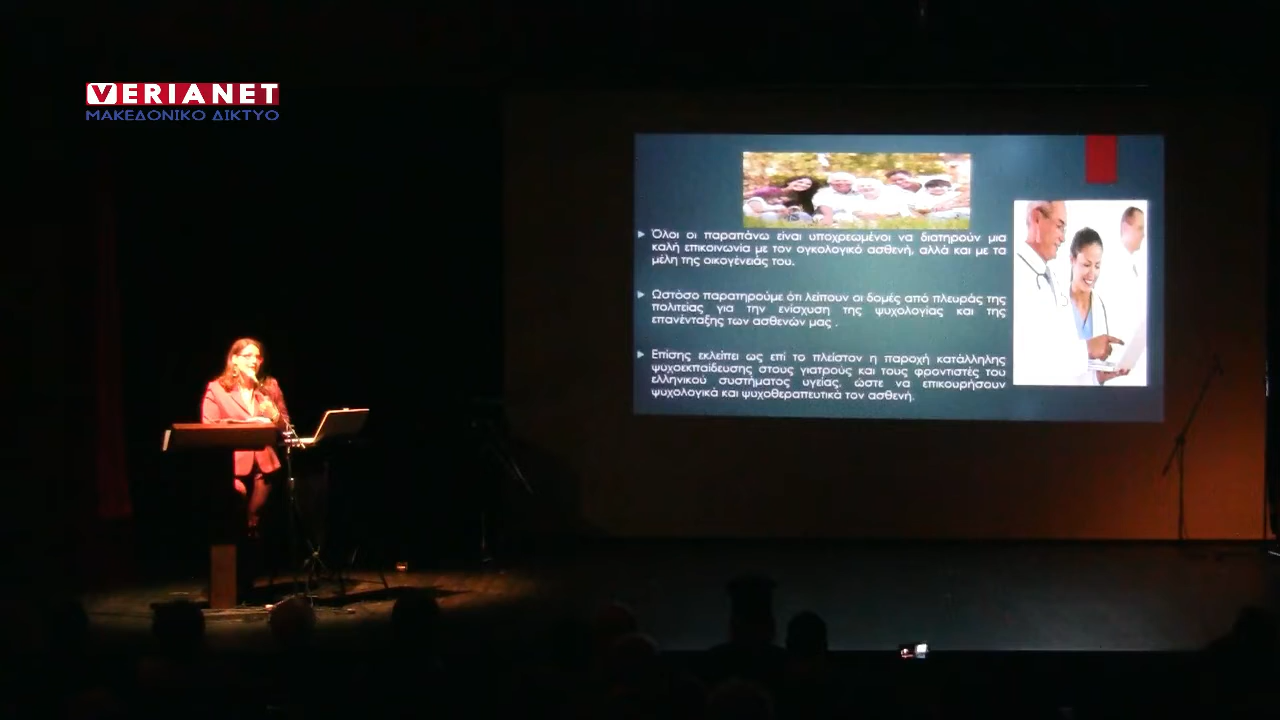 VERIANET
ΜΑΚΕΔΟΝΙΚΟ ΔΙΚΤΥΟ
Όλοι οι παραπάνω είναι υποχρεωμένοι να διατηρούν μια
καλή επικοινωνία με τον ογκολογικό ασθενή, αλλά και με τα
μέλη της οικογένειάς του.
Ωστόσο παρατηρούμε ότι λείπουν οι δομές από πλευράς της
πολιτείας για την ενίσχυση της ψυχολογίας και της
επανένταξης των ασθενών μας .
Επίσης εκλείπει ως επί το πλείστον η παροχή κατάλληλης
ψυχοεκπαίδευσης στους γιατρούς και τους φροντιστές του
ελληνικού συστήματος υγείας, ώστε να επικουρήσουν
ψυχολογικά και ψυχοθεραπευτικά τον ασθενή.